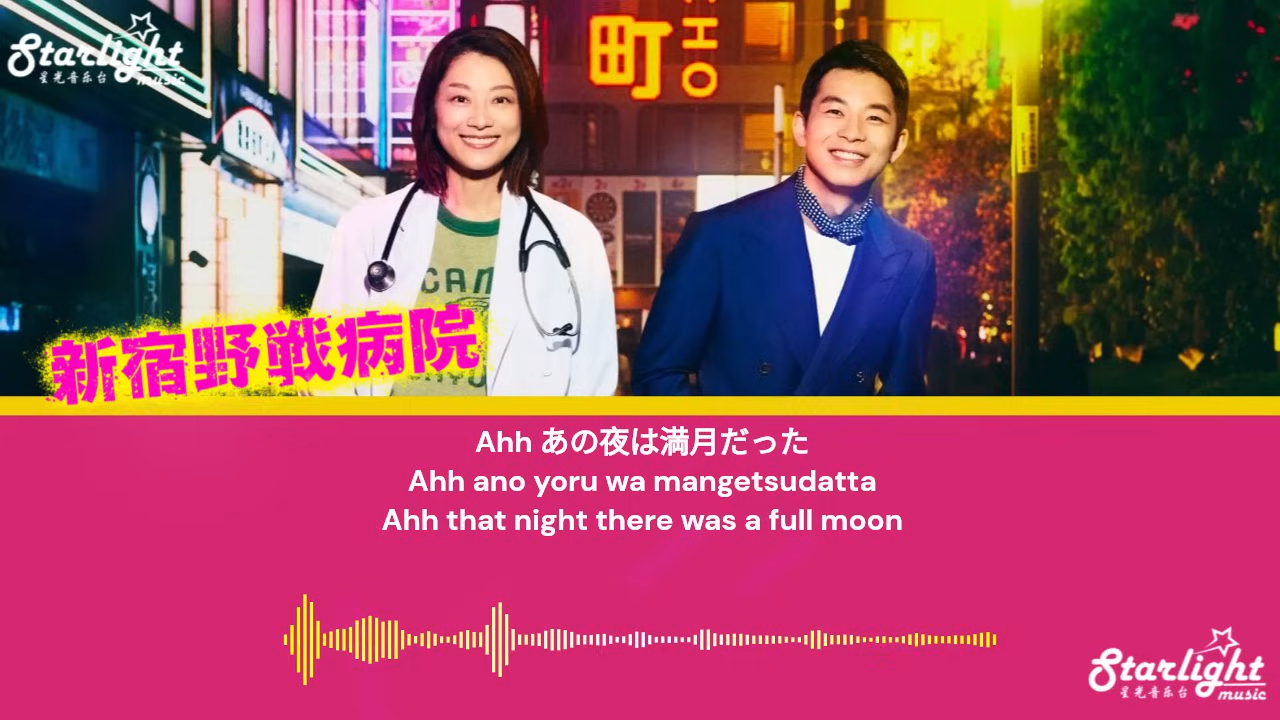 Starlight
星光音乐台 music
町
HO
CAN
新宿野戦病院
Ahh あの夜は満月だった
Ahh ano yoru wa mangetsudatta
Ahh that night there was a full moon
Starlight
星光音乐台 music